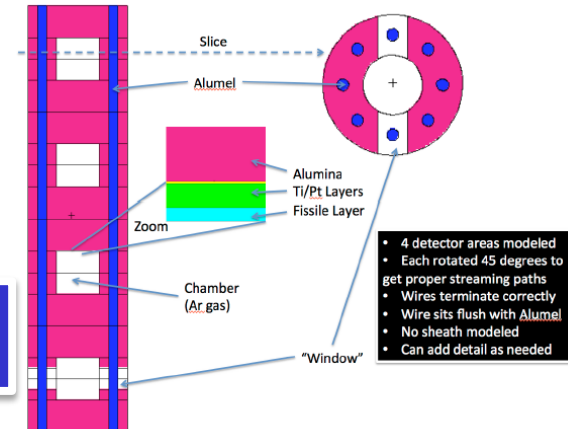 Slice
Alumel
Alumina
Ti/Pt Layers
Fissile Layer
Zoom
Chamber
(Ar gas)
"Window"
• 4 detector areas modeled
• Each rotated 45 degrees to
get proper streaming paths
• Wires terminate correctly
• Wire sits flush with Alumel
• No sheath modeled
• Can add detail as needed